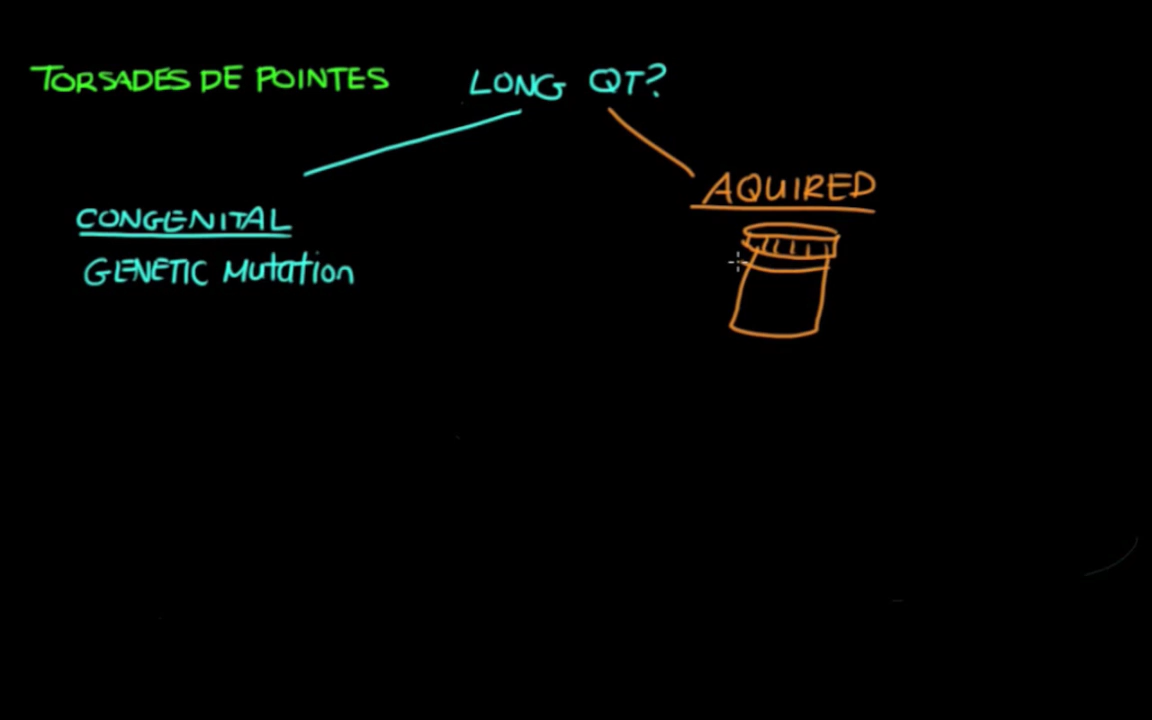 TORSADES DE POINTES
LONG QT?
AQUIRED
CONGENITAL
GENETIC Mutation